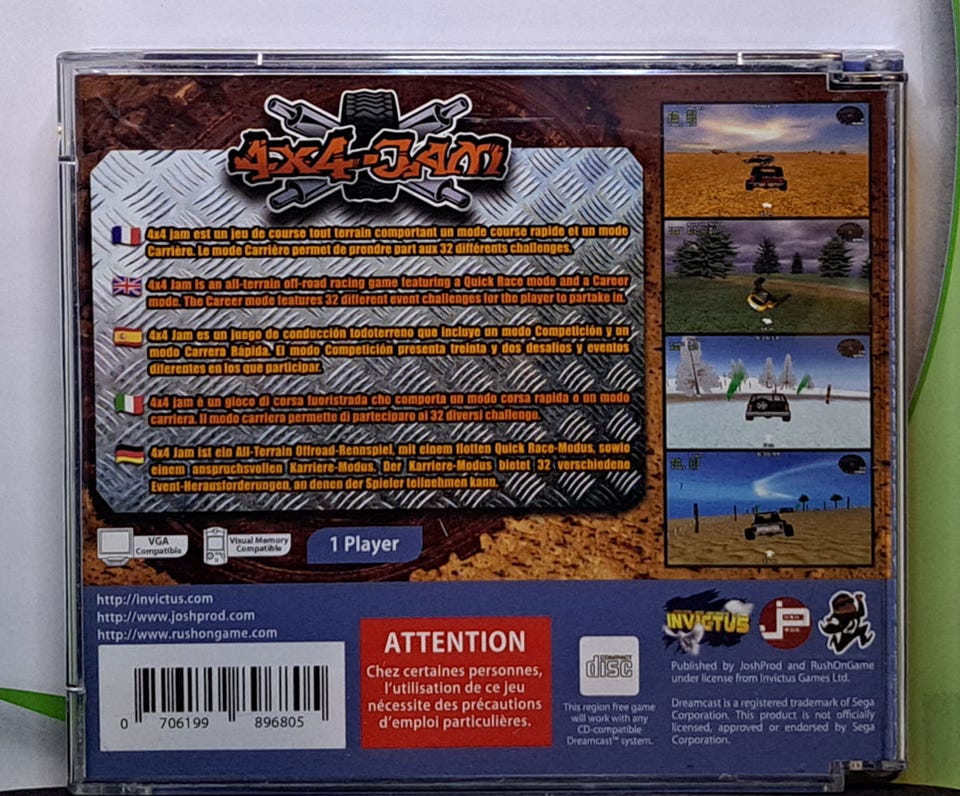 4x4-JAM
4x4 jam est un jeu de course tout terrain comportant un mode course rapide et un mode
Carrière. Le mode Carrière permet de prendre part aux 32 différents challenges.
4x4 Jam is an all-terrain off-road racing game featuring a Quick Race mode and a Career
mode. The Career mode features 32 different event challenges for the player to partake in.
4x4 Jam es un juego de conducción todoterreno que incluye un modo Competición y un
modo Carrera Rápida. El modo Competición presenta treinta y dos desafíos y eventos
diferentes en los que participar.
4x4 jam è un gioco di corsa fuoristrada che comporta un modo corsa rapida e un modo
carriera. Il modo carriera permette di partecipare al 32 diversi challenge.
4x4 Jam ist ein All-Terrain Offroad-Rennspiel, mit einem flotten Quick Race-Modus, sowie
einem anspruchsvollen Karriere-Modus. Der Karriere-Modus bietet 32 verschiedene
Event-Herausforderungen, an denen der Spieler teilnehmen kann.
VGA
Compatible
Visual Memory
Compatible
1 Player
http://invictus.com
http://www.joshprod.com
http://www.rushongame.com
0 706199 896805
ATTENTION
Chez certaines personnes,
l'utilisation de ce jeu
nécessite des précautions
d'emploi particulières.
COMPACT
disc
This region free game
will work with any
CD-compatible
Dreamcast™ system.
INVICTUS
JOSH
PROD
Published by JoshProd and RushOnGame
under license from Invictus Games Ltd.
Dreamcast is a registered trademark of Sega
Corporation. This product is not officially
licensed, approved or endorsed by Sega
Corporation.